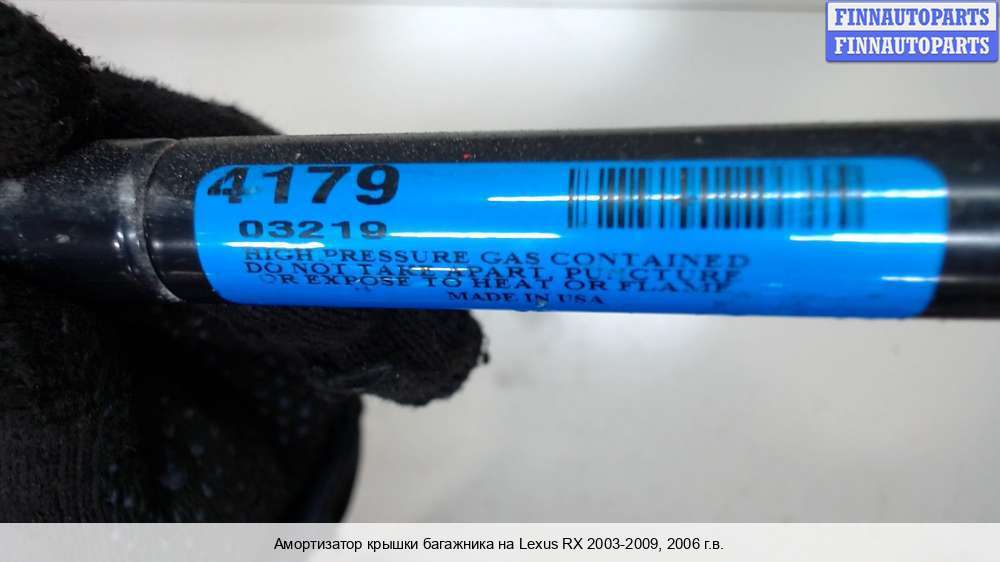 FINNAUTOPARTS
FINNAUTOPARTS
4179
03219
HIGH PRESSURE GAS CONTAINED
DO NOT TAKE APART, PUNCTURE
OR EXPOSE TO HEAT OR FLAME
MADE IN USA
Амортизатор крышки багажника на Lexus RX 2003-2009, 2006 г.в.